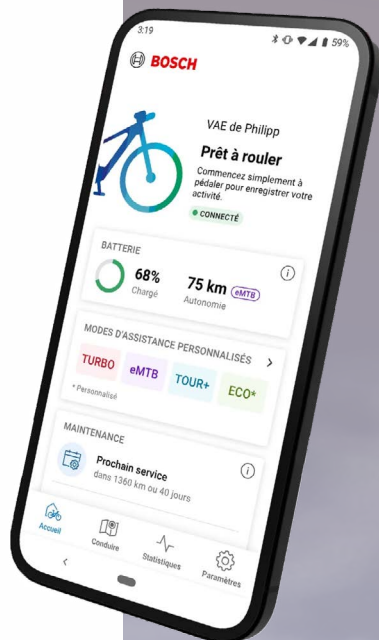 3:19
59%
BOSCH
VAE de Philipp
Prêt à rouler
Commencez simplement à
pédaler pour enregistrer votre
activité.
CONNECTÉ
BATTERIE
68%
Chargé
75 km eMTB
Autonomie
MODES D'ASSISTANCE PERSONNALISÉS
TURBO eMTB TOUR+ ECO*
* Personnalisé
MAINTENANCE
Prochain service
dans 1360 km ou 40 jours
Accueil Conduire Statistiques Paramètres